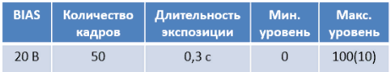 BIAS Количество кадров Длительность экспозиции Мин. уровень Макс. уровень
20 В 50 0,3 с 0 100(10)